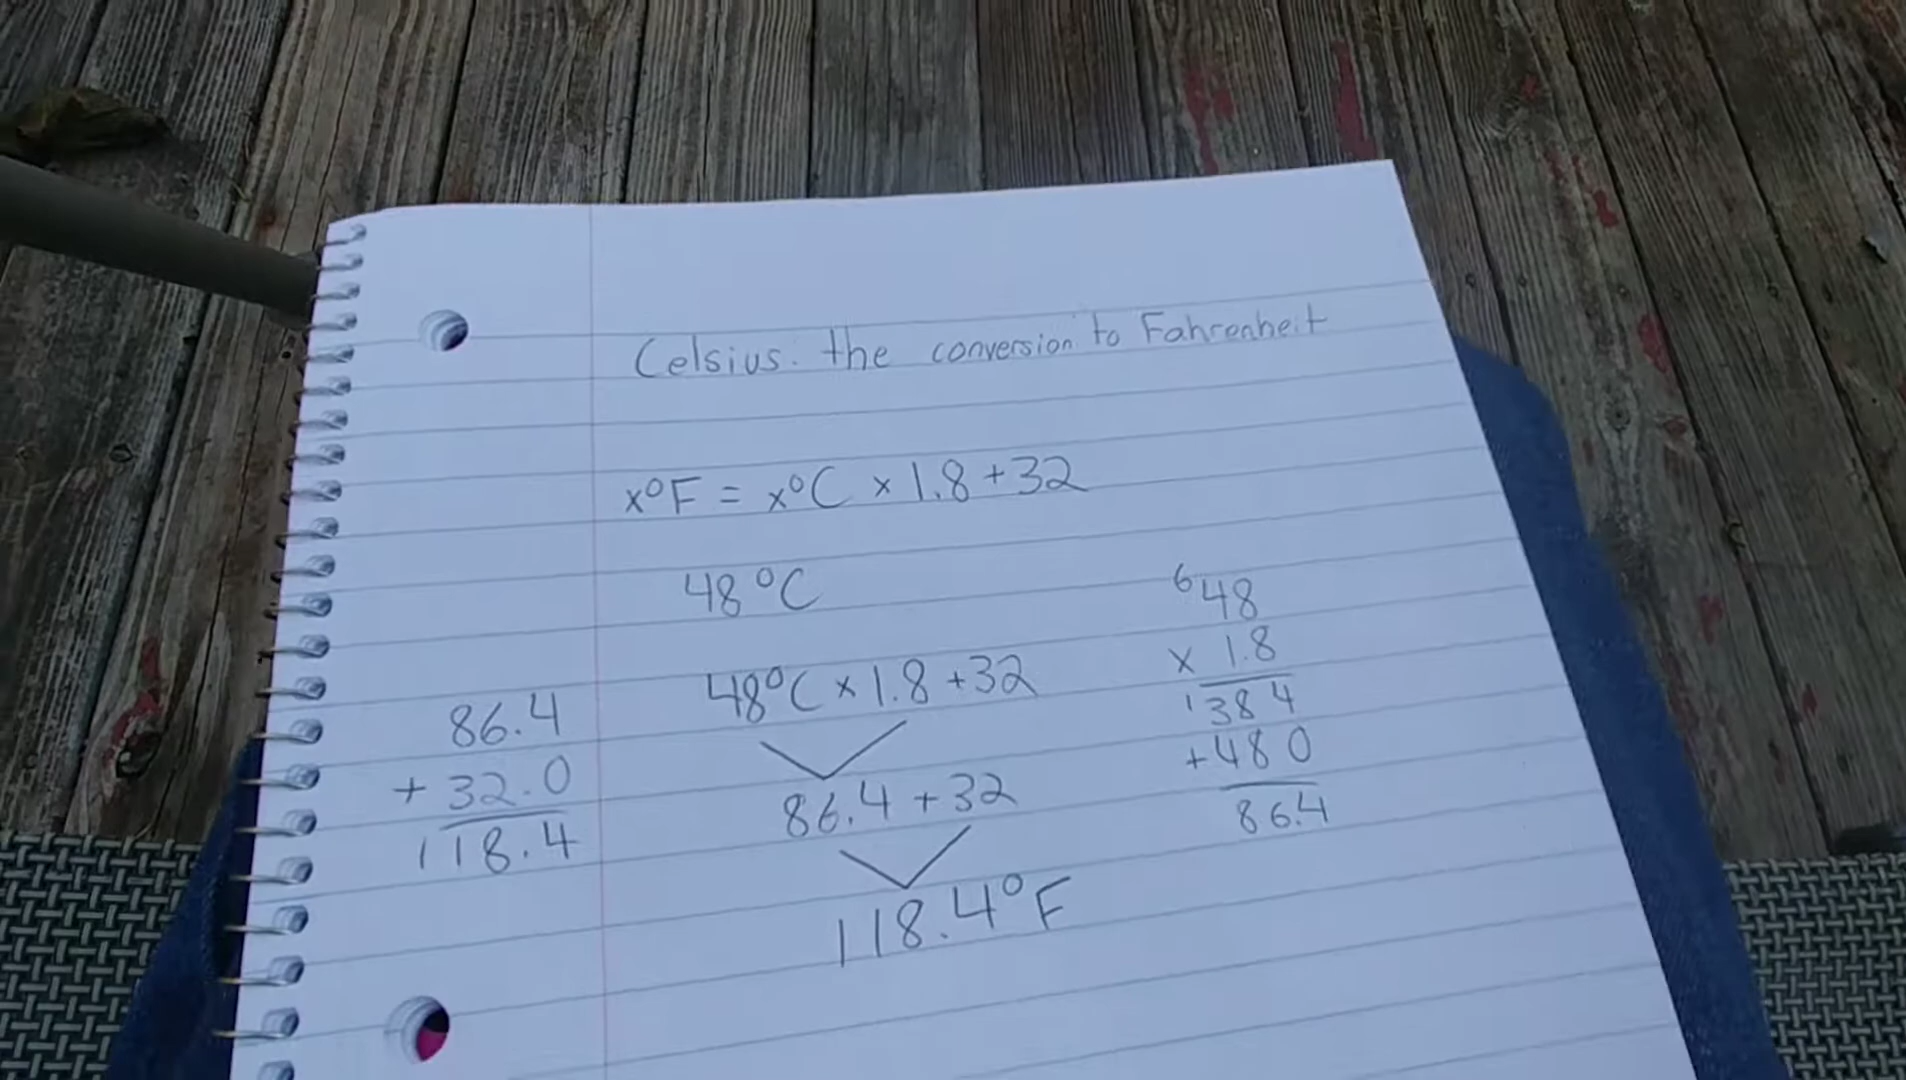 Celsius. the conversion to Fahrenheit
x°F = x°C × 1.8 + 32
48°C
48°C × 1.8 + 32
86.4 + 32
118.4°F
6 48
× 1.8
1 384
+ 480
86.4
86.4
+ 32.0
118.4